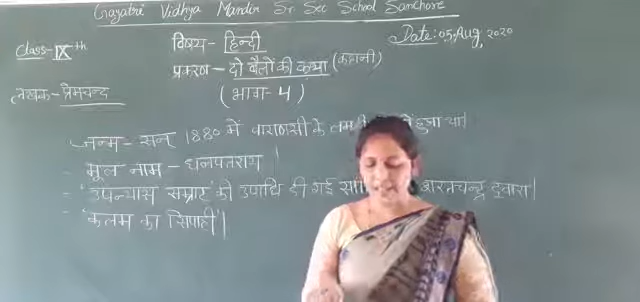 Gayatri Vidhya Mandir Sr Sec School Sanchore
Class-IXth
विषय- हिन्दी
Date: 05, Aug, 2020
प्रकरण- दो बैलों की कथा (कहानी)
लेखक- प्रेमचन्द
(भाग- 4)
जन्म- सन् 1880 में वाराणसी के हुआ था।
- मूल नाम - धनपतराय।
- 'उपन्यास सम्राट' की उपाधि दी गई शरतचन्द्र द्वारा।
- 'कलम का सिपाही'।